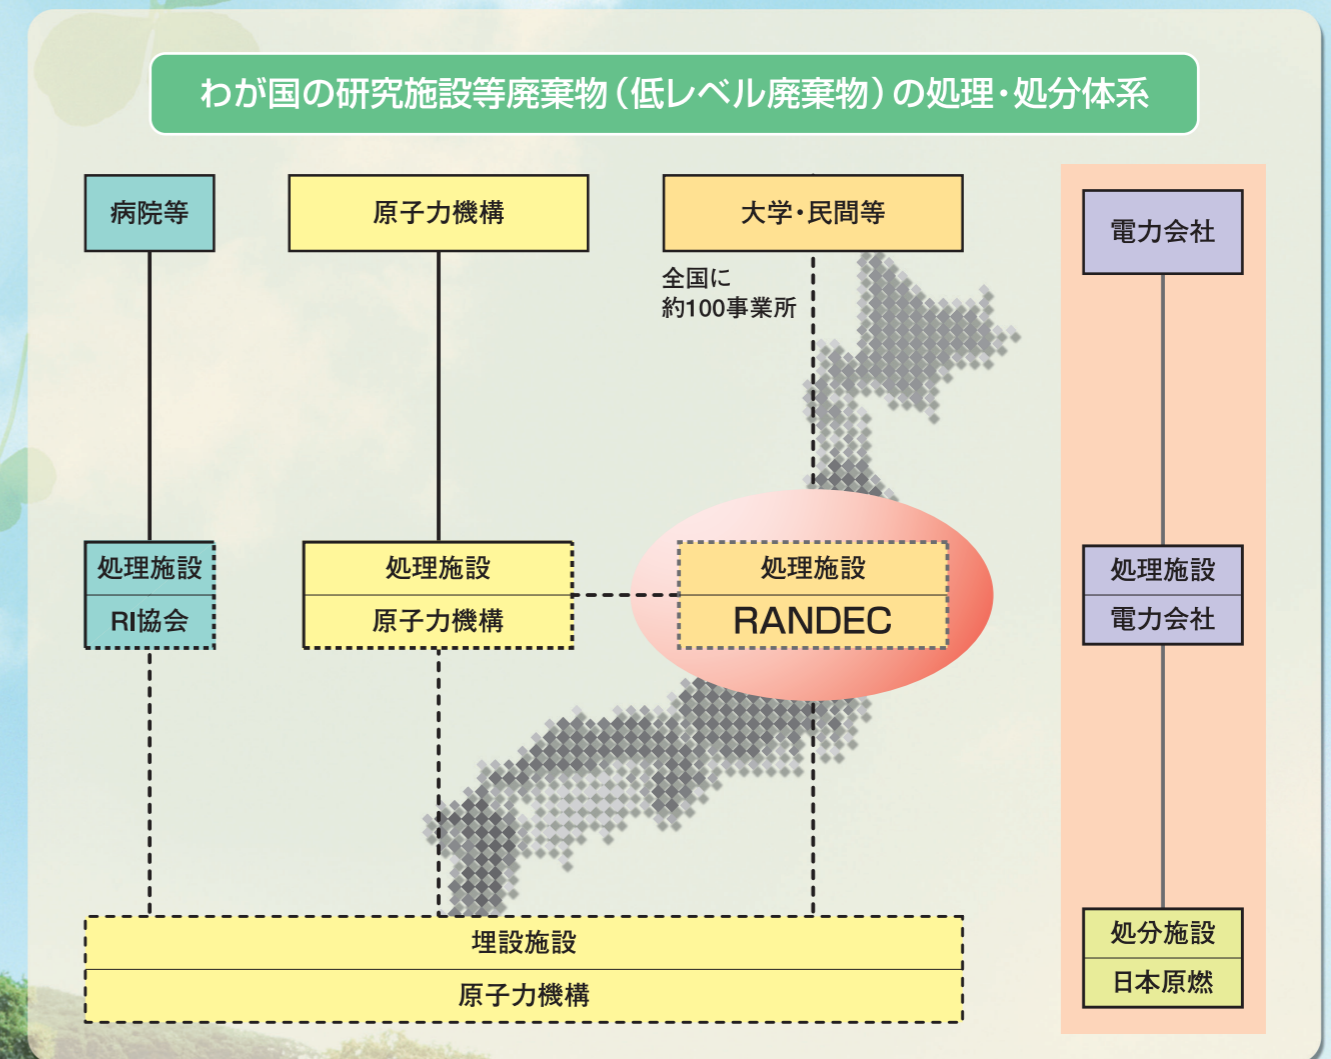 わが国の研究施設等廃棄物（低レベル廃棄物）の処理・処分体系
病院等
原子力機構
大学・民間等
電力会社
全国に
約100事業所
処理施設
RI協会
処理施設
原子力機構
処理施設
RANDEC
処理施設
電力会社
埋設施設
原子力機構
処分施設
日本原燃